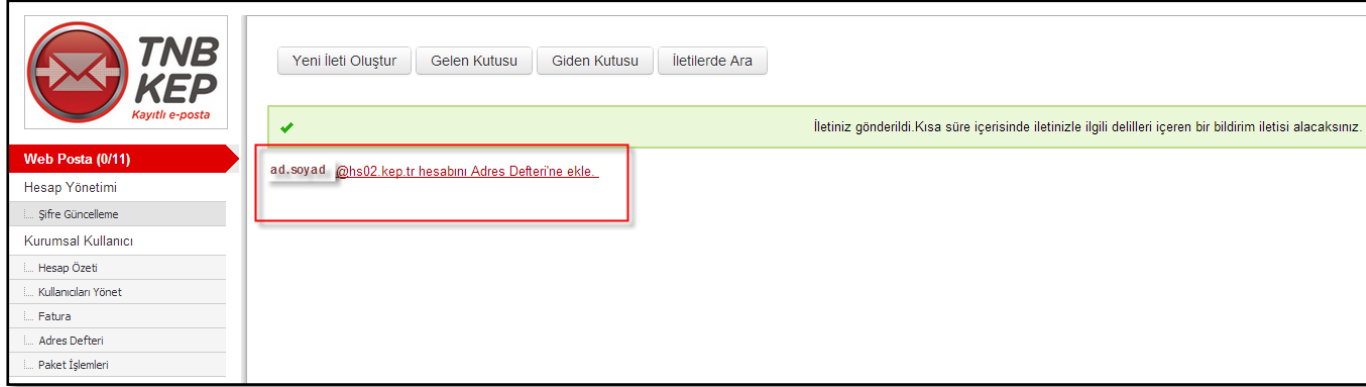 TNB
KEP
Kayıtlı e-posta
Yeni İleti Oluştur Gelen Kutusu Giden Kutusu İletilerde Ara
İletiniz gönderildi.Kısa süre içerisinde iletinizle ilgili delilleri içeren bir bildirim iletisi alacaksınız.
Web Posta (0/11)
ad.soyad @hs02.kep.tr hesabını Adres Defteri'ne ekle.
Hesap Yönetimi
Şifre Güncelleme
Kurumsal Kullanıcı
Hesap Özeti
Kullanıcıları Yönet
Fatura
Adres Defteri
Paket İşlemleri